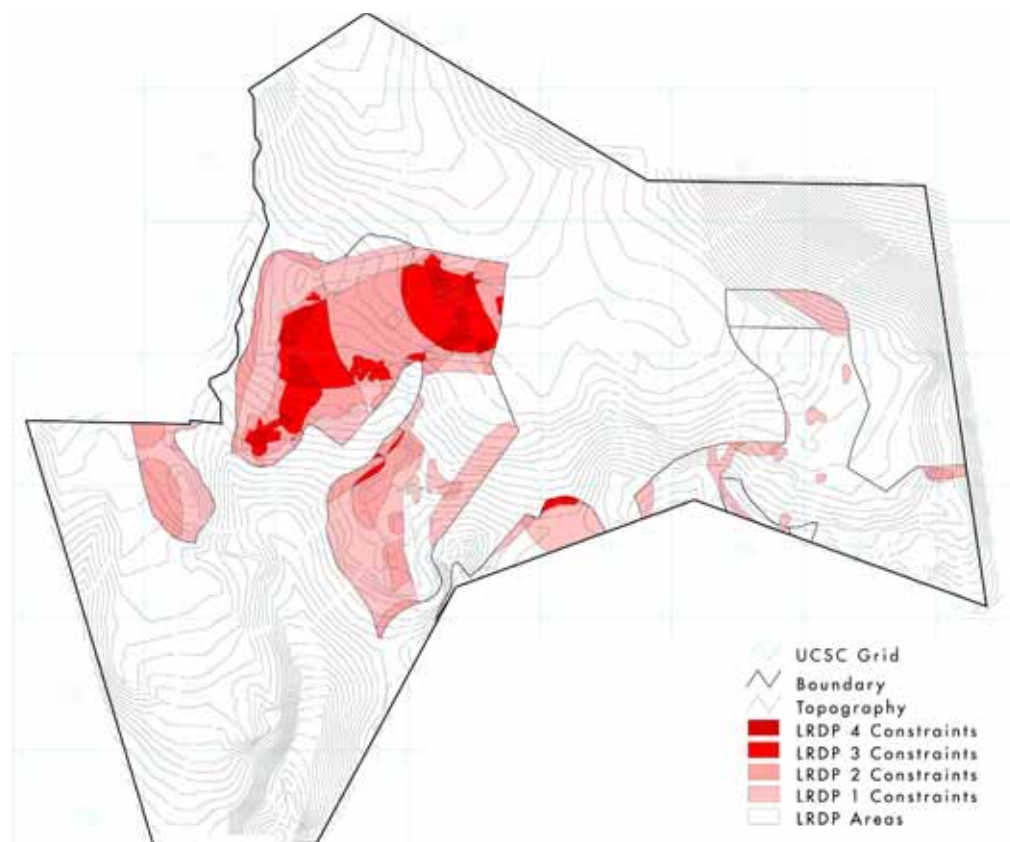 UCSC Grid
Boundary
Topography
LRDP 4 Constraints
LRDP 3 Constraints
LRDP 2 Constraints
LRDP 1 Constraints
LRDP Areas